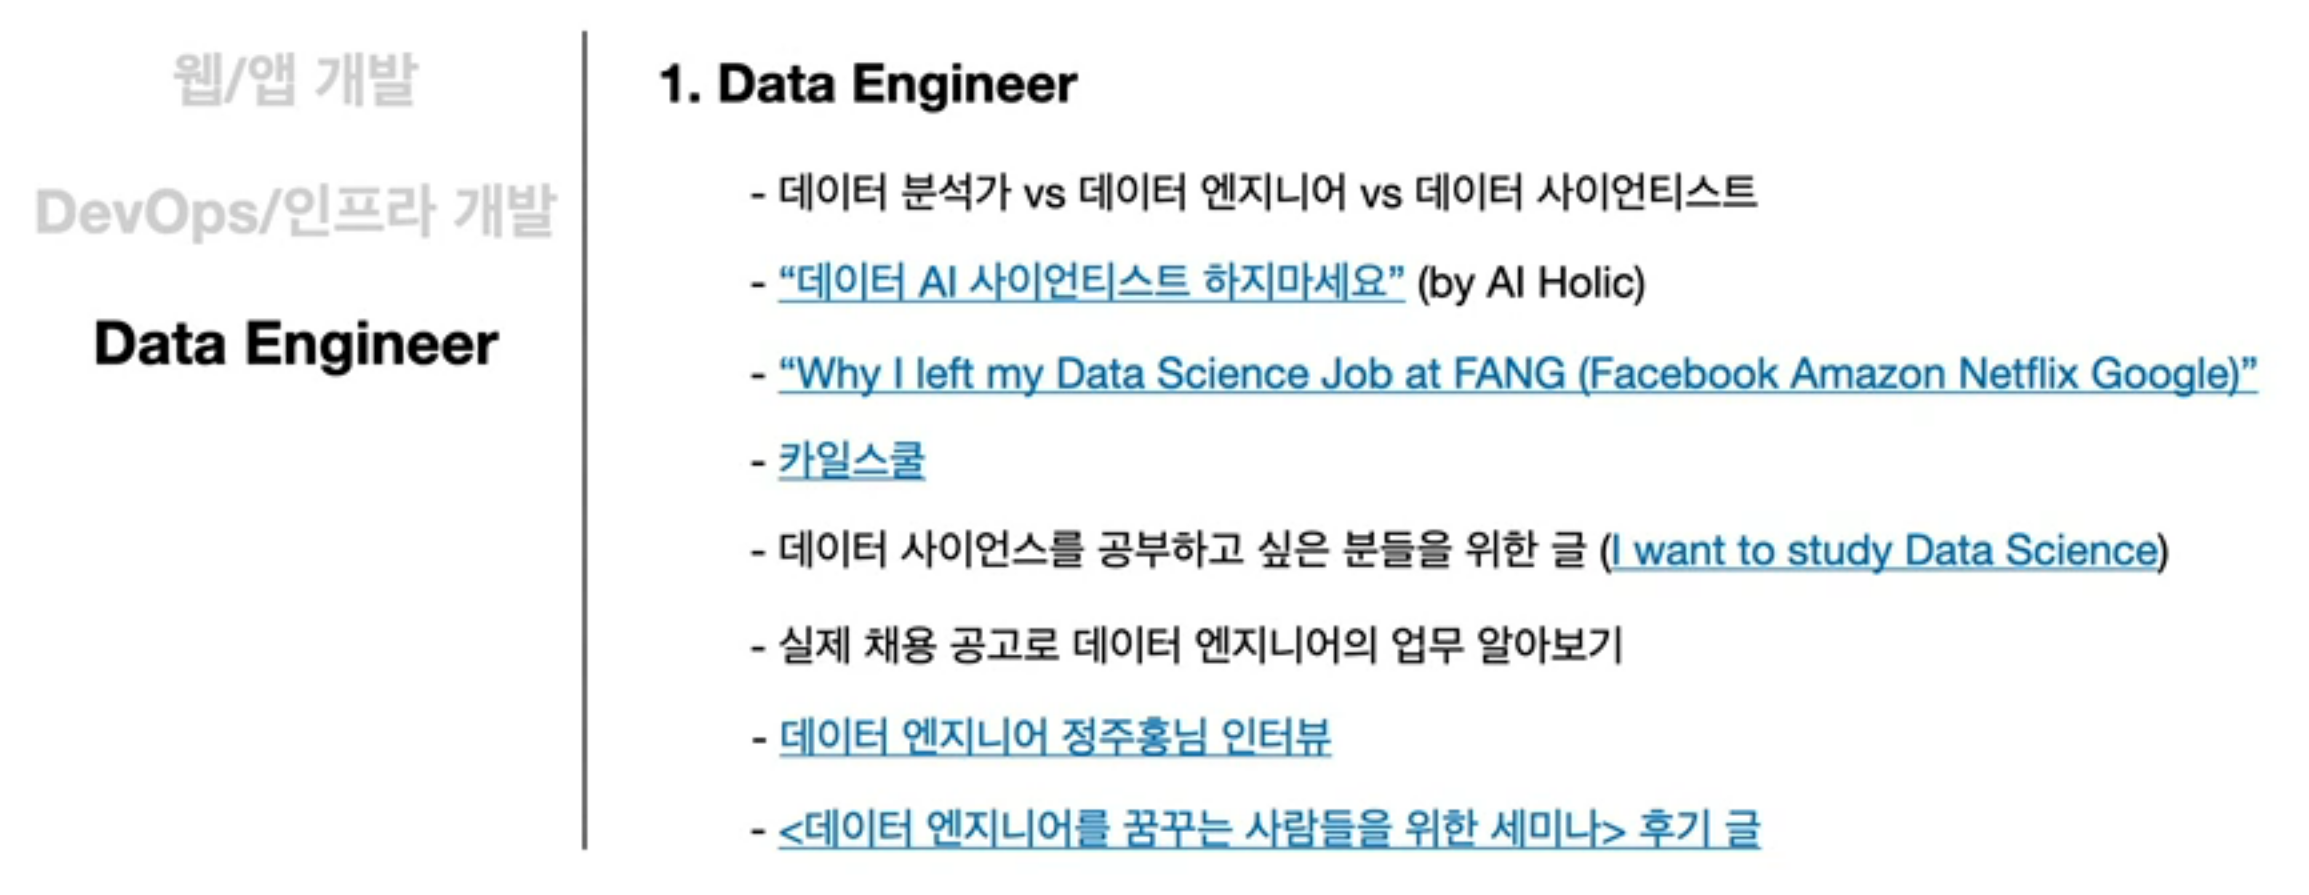 웹/앱 개발
DevOps/인프라 개발
Data Engineer
1. Data Engineer
- 데이터 분석가 vs 데이터 엔지니어 vs 데이터 사이언티스트
- “데이터 AI 사이언티스트 하지마세요” (by AI Holic)
- “Why I left my Data Science Job at FANG (Facebook Amazon Netflix Google)”
- 카일스쿨
- 데이터 사이언스를 공부하고 싶은 분들을 위한 글 (I want to study Data Science)
- 실제 채용 공고로 데이터 엔지니어의 업무 알아보기
- 데이터 엔지니어 정주홍님 인터뷰
- <데이터 엔지니어를 꿈꾸는 사람들을 위한 세미나> 후기 글